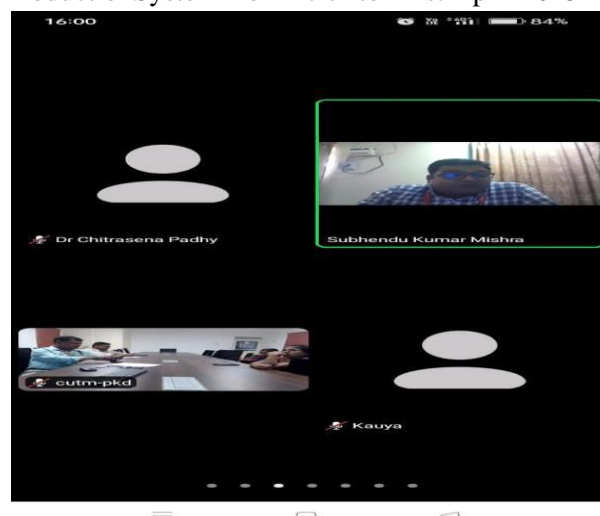 16:00
84%
Dr Chitrasena Padhy
Subhendu Kumar Mishra
cutm-pkd
Kauya